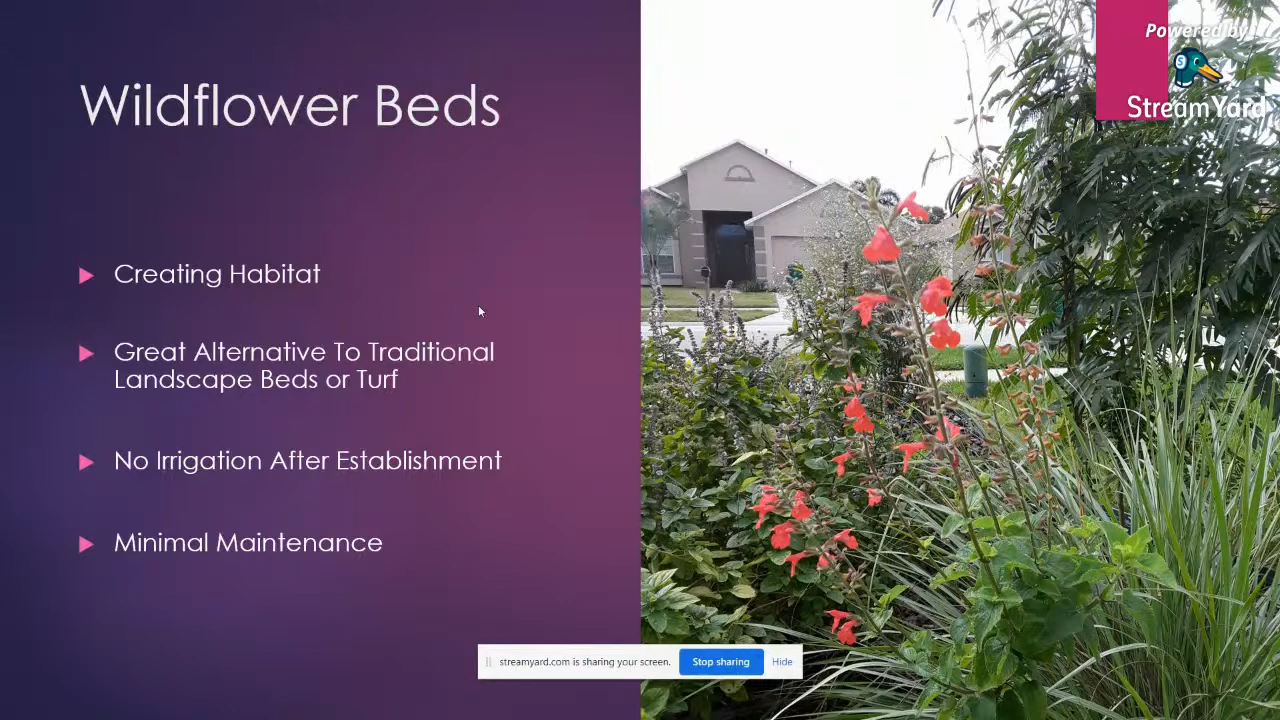 Wildflower Beds
Creating Habitat
Great Alternative To Traditional
Landscape Beds or Turf
No Irrigation After Establishment
Minimal Maintenance
Powered by
S
StreamYard
streamyard.com is sharing your screen. Stop sharing Hide